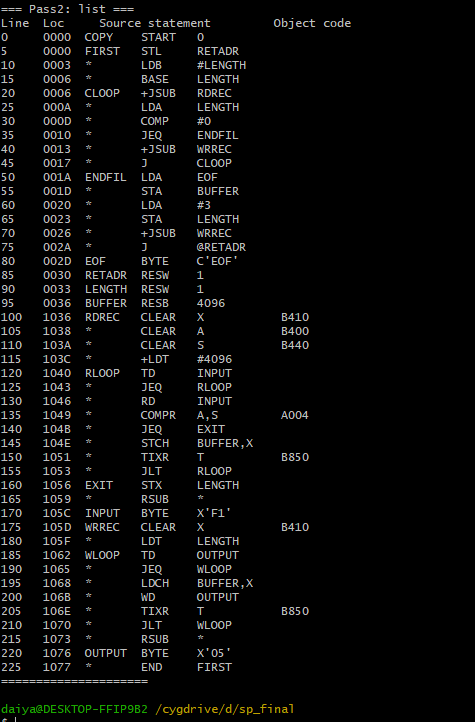 === Pass2: list ===
Line  Loc     Source statement         Object code
0     0000  COPY    START   0
5     0000  FIRST   STL     RETADR
10    0003  *       LDB     #LENGTH
15    0006  *       BASE    LENGTH
20    0006  CLOOP   +JSUB   RDREC
25    000A  *       LDA     LENGTH
30    000D  *       COMP    #0
35    0010  *       JEQ     ENDFIL
40    0013  *       +JSUB   WRREC
45    0017  *       J       CLOOP
50    001A  ENDFIL  LDA     EOF
55    001D  *       STA     BUFFER
60    0020  *       LDA     #3
65    0023  *       STA     LENGTH
70    0026  *       +JSUB   WRREC
75    002A  *       J       @RETADR
80    002D  EOF     BYTE    C'EOF'
85    0030  RETADR  RESW    1
90    0033  LENGTH  RESW    1
95    0036  BUFFER  RESB    4096
100   1036  RDREC   CLEAR   X           B410
105   1038  *       CLEAR   A           B400
110   103A  *       CLEAR   S           B440
115   103C  *       +LDT    #4096
120   1040  RLOOP   TD      INPUT
125   1043  *       JEQ     RLOOP
130   1046  *       RD      INPUT
135   1049  *       COMPR   A,S         A004
140   104B  *       JEQ     EXIT
145   104E  *       STCH    BUFFER,X
150   1051  *       TIXR    T           B850
155   1053  *       JLT     RLOOP
160   1056  EXIT    STX     LENGTH
165   1059  *       RSUB    *
170   105C  INPUT   BYTE    X'F1'
175   105D  WRREC   CLEAR   X           B410
180   105F  *       LDT     LENGTH
185   1062  WLOOP   TD      OUTPUT
190   1065  *       JEQ     WLOOP
195   1068  *       LDCH    BUFFER,X
200   106B  *       WD      OUTPUT
205   106E  *       TIXR    T           B850
210   1070  *       JLT     WLOOP
215   1073  *       RSUB    *
220   1076  OUTPUT  BYTE    X'05'
225   1077  *       END     FIRST
=====================
daiya@DESKTOP-FFIP9B2 /cygdrive/d/sp_final
$